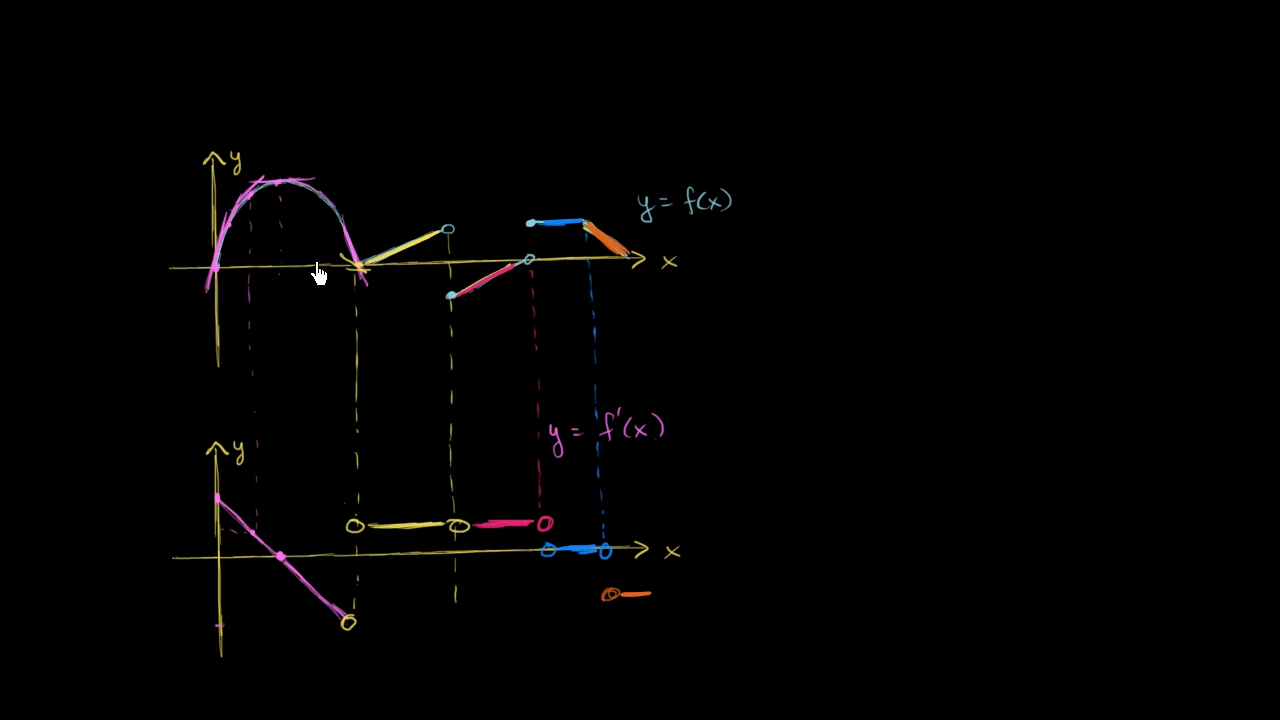 y
y = f(x)
x
y = f'(x)
y
x